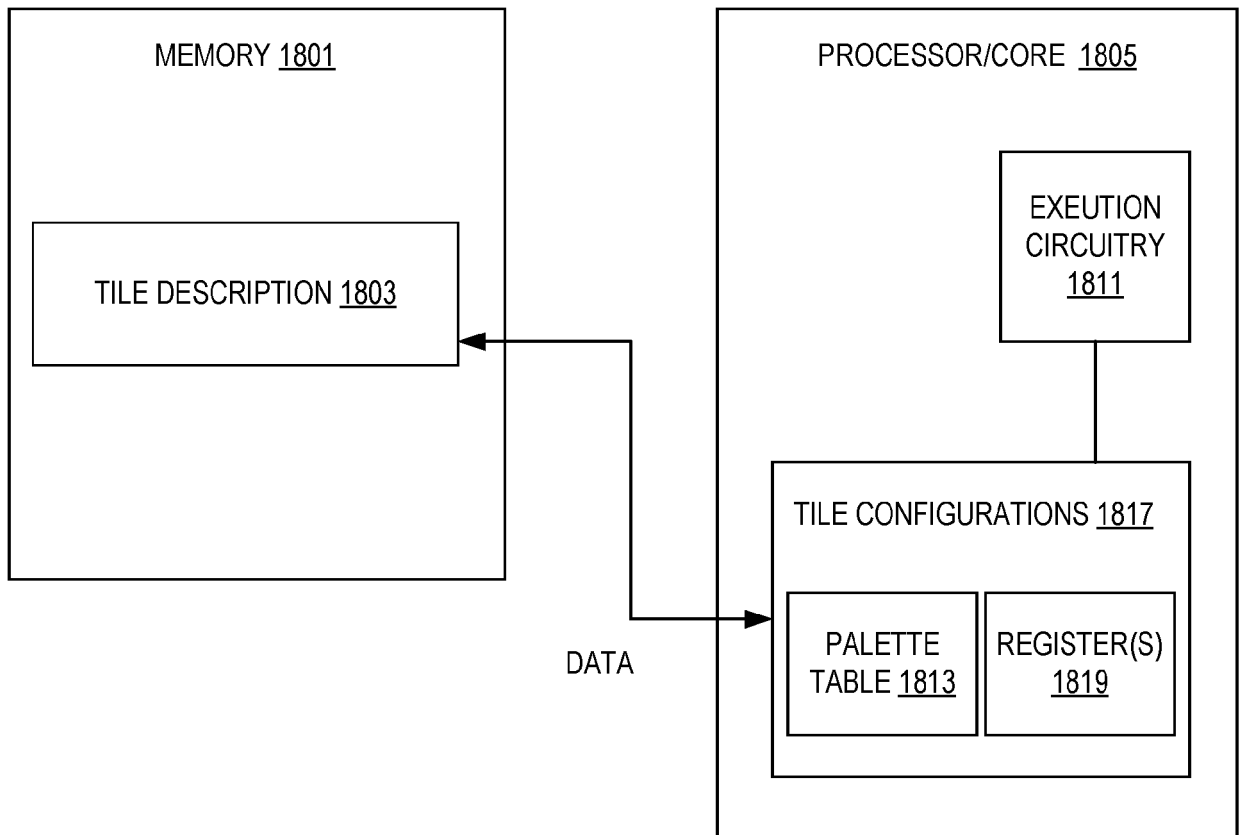 MEMORY 1801
TILE DESCRIPTION 1803
DATA
PROCESSOR/CORE 1805
EXEUTION
CIRCUITRY
1811
TILE CONFIGURATIONS 1817
PALETTE
TABLE 1813
REGISTER(S)
1819